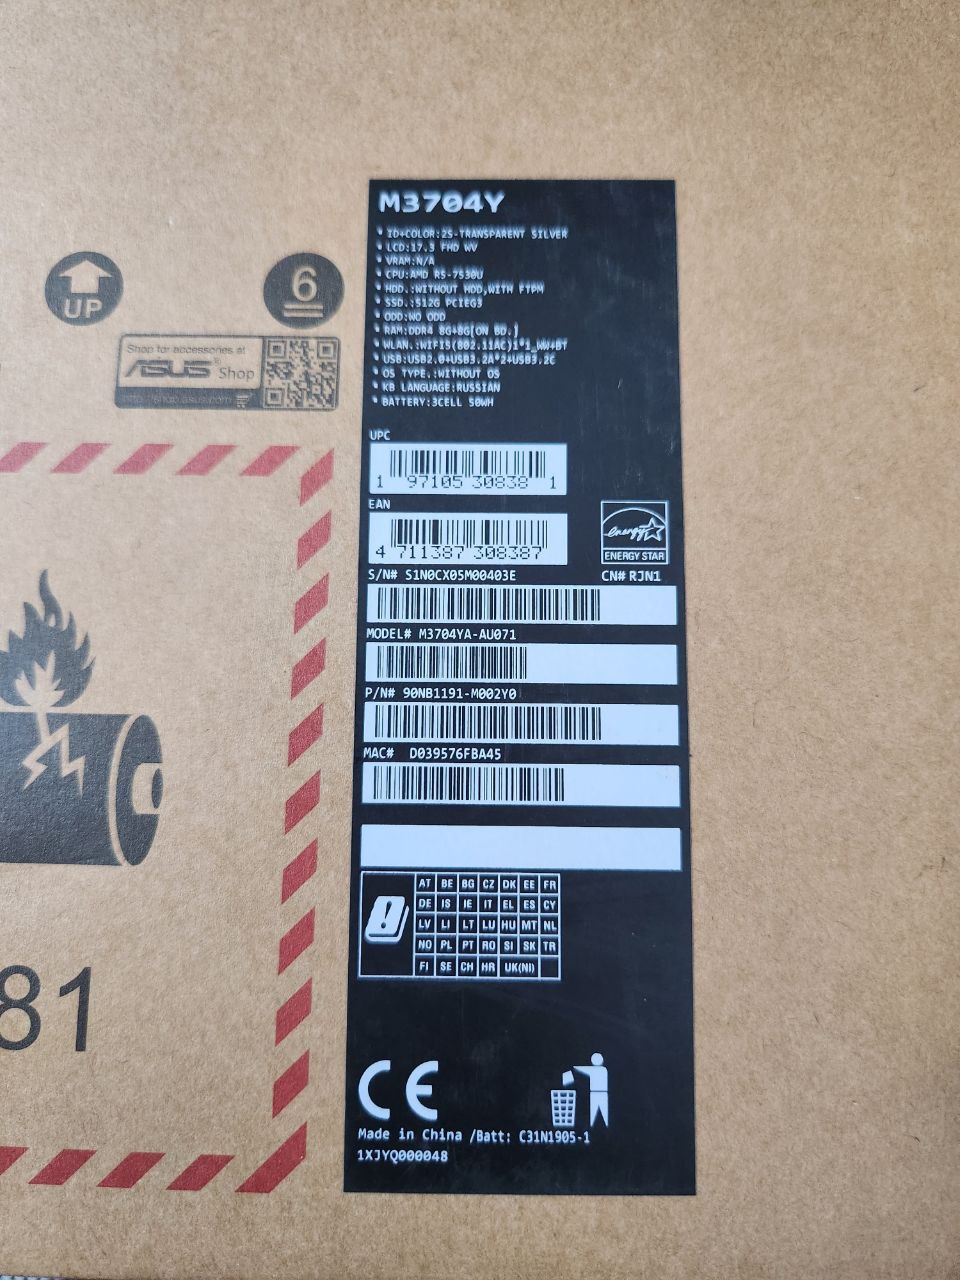 M3704Y
* ID+COLOR:2S-TRANSPARENT SILVER
* LCD:17.3 FHD WV
* VRAM:N/A
* CPU:AMD R5-7530U
* HDD.:WITHOUT HDD,WITH FTPM
* SSD.:512G PCIEG3
* ODD:NO ODD
* RAM:DDR4 8G+8G[ON BD.]
* WLAN.:WIFI5(802.11AC)1*1_WW+BT
* USB:USB2.0+USB3.2A*2+USB3.2C
* OS TYPE.:WITHOUT OS
* KB LANGUAGE:RUSSIAN
* BATTERY:3CELL 50WH
UP
6
Shop for accessories at
ASUS® Shop
http://shop.asus.com
UPC
1 97105 30838 1
EAN
4 711387 308387
energy
ENERGY STAR
S/N# S1N0CX05M00403E
CN# RJN1
MODEL# M3704YA-AU071
P/N# 90NB1191-M002Y0
MAC# D039576FBA45
AT BE BG CZ DK EE FR
DE IS IE IT EL ES CY
LV LI LT LU HU MT NL
NO PL PT RO SI SK TR
FI SE CH HR UK(NI)
81
CE
Made in China /Batt: C31N1905-1
1XJYQ000048